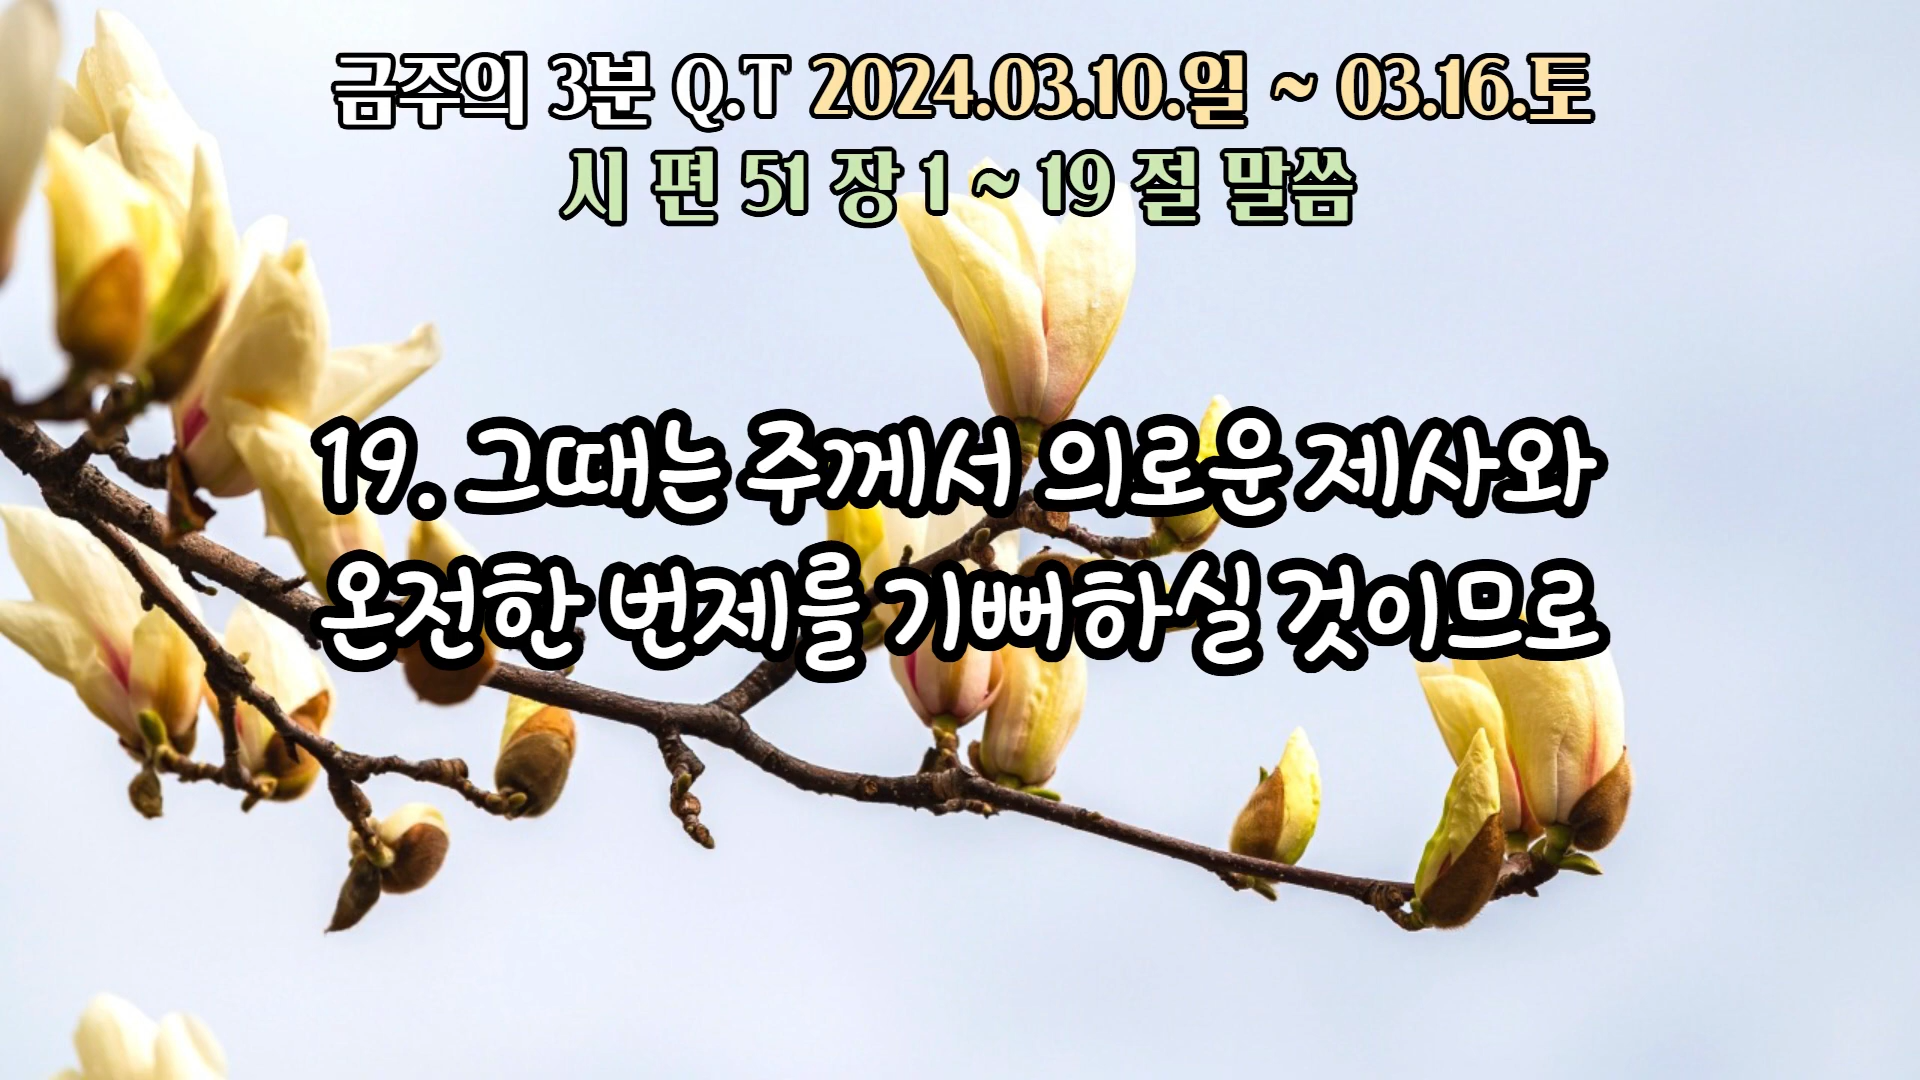 금주의 3분 Q.T 2024.03.10.일 ~ 03.16.토
시 편 51 장 1 ~ 19 절 말씀
19. 그때는 주께서 의로운 제사와
온전한 번제를 기뻐하실 것이므로